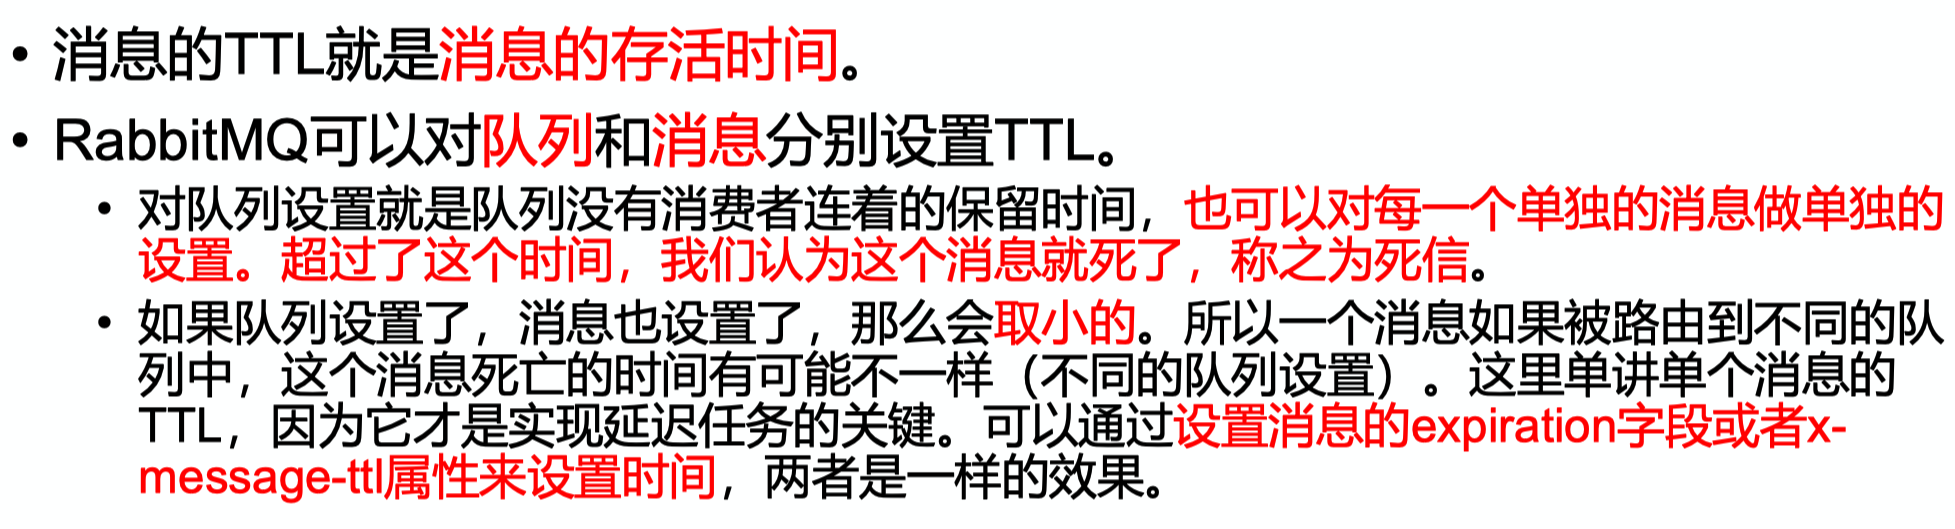 • 消息的TTL就是消息的存活时间。
• RabbitMQ可以对队列和消息分别设置TTL。
• 对队列设置就是队列没有消费者连着的保留时间，也可以对每一个单独的消息做单独的
设置。超过了这个时间，我们认为这个消息就死了，称之为死信。
• 如果队列设置了，消息也设置了，那么会取小的。所以一个消息如果被路由到不同的队
列中，这个消息死亡的时间有可能不一样（不同的队列设置）。这里单讲单个消息的
TTL，因为它才是实现延迟任务的关键。可以通过设置消息的expiration字段或者x-
message-ttl属性来设置时间，两者是一样的效果。